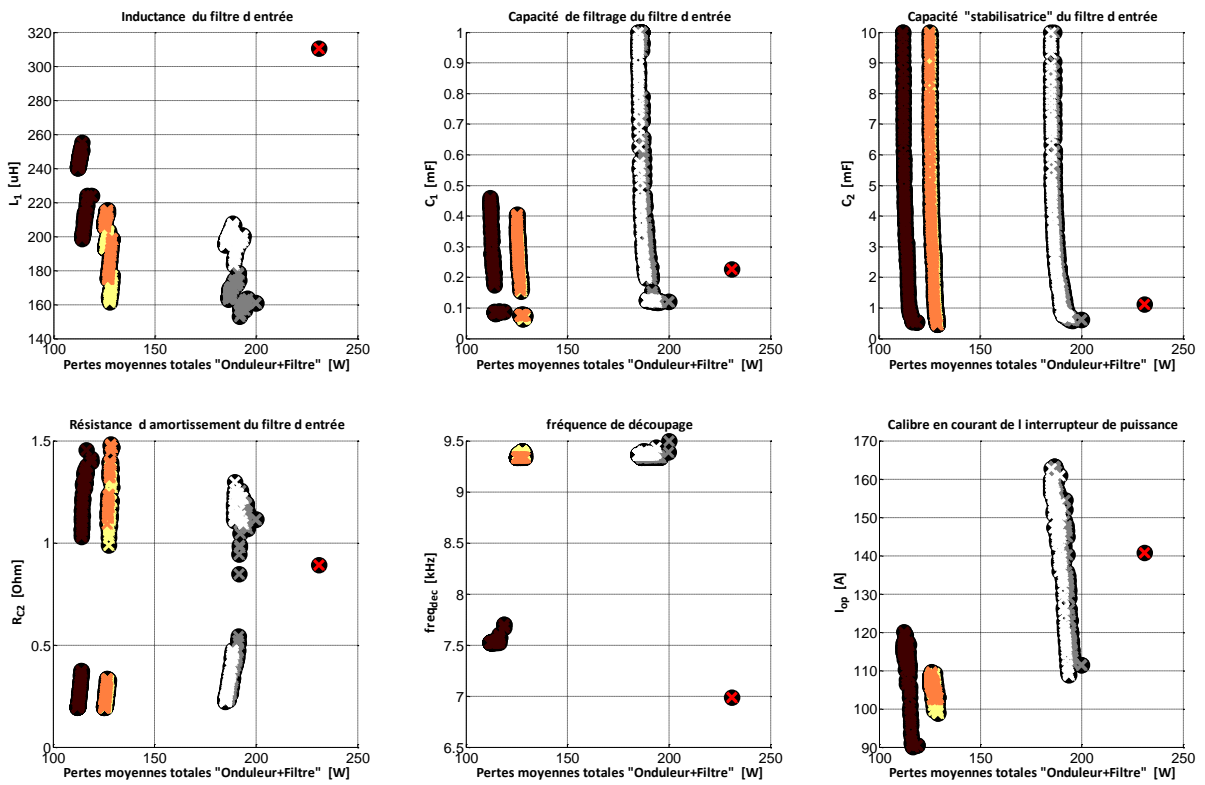 Inductance du filtre d entrée
320
300
280
260
240
220
200
180
160
140
L1 [uH]
100 150 200 250
Pertes moyennes totales "Onduleur+Filtre" [W]
Capacité de filtrage du filtre d entrée
1
0.9
0.8
0.7
0.6
0.5
0.4
0.3
0.2
0.1
0
C1 [mF]
100 150 200 250
Pertes moyennes totales "Onduleur+Filtre" [W]
Capacité "stabilisatrice" du filtre d entrée
10
9
8
7
6
5
4
3
2
1
0
C2 [mF]
100 150 200 250
Pertes moyennes totales "Onduleur+Filtre" [W]
Résistance d amortissement du filtre d entrée
1.5
1
0.5
0
RC2 [Ohm]
100 150 200 250
Pertes moyennes totales "Onduleur+Filtre" [W]
fréquence de découpage
9.5
9
8.5
8
7.5
7
6.5
freqdec [kHz]
100 150 200 250
Pertes moyennes totales "Onduleur+Filtre" [W]
Calibre en courant de l interrupteur de puissance
170
160
150
140
130
120
110
100
90
Iop [A]
100 150 200 250
Pertes moyennes totales "Onduleur+Filtre" [W]